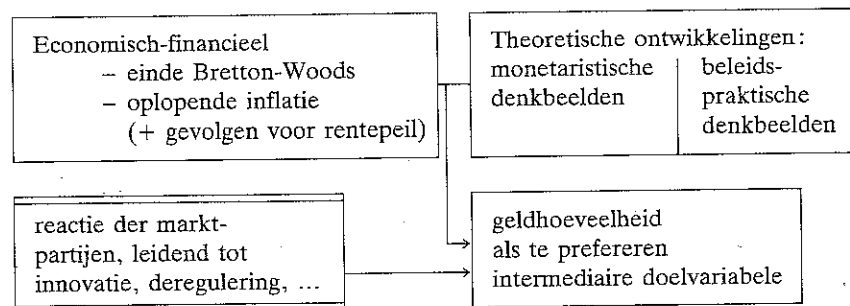 Economisch-financieel
– einde Bretton-Woods
– oplopende inflatie
(+ gevolgen voor rentepeil)
Theoretische ontwikkelingen:
monetaristische
denkbeelden
beleids-
praktische
denkbeelden
reactie der markt-
partijen, leidend tot
innovatie, deregulering, ...
geldhoeveelheid
als te prefereren
intermediaire doelvariabele